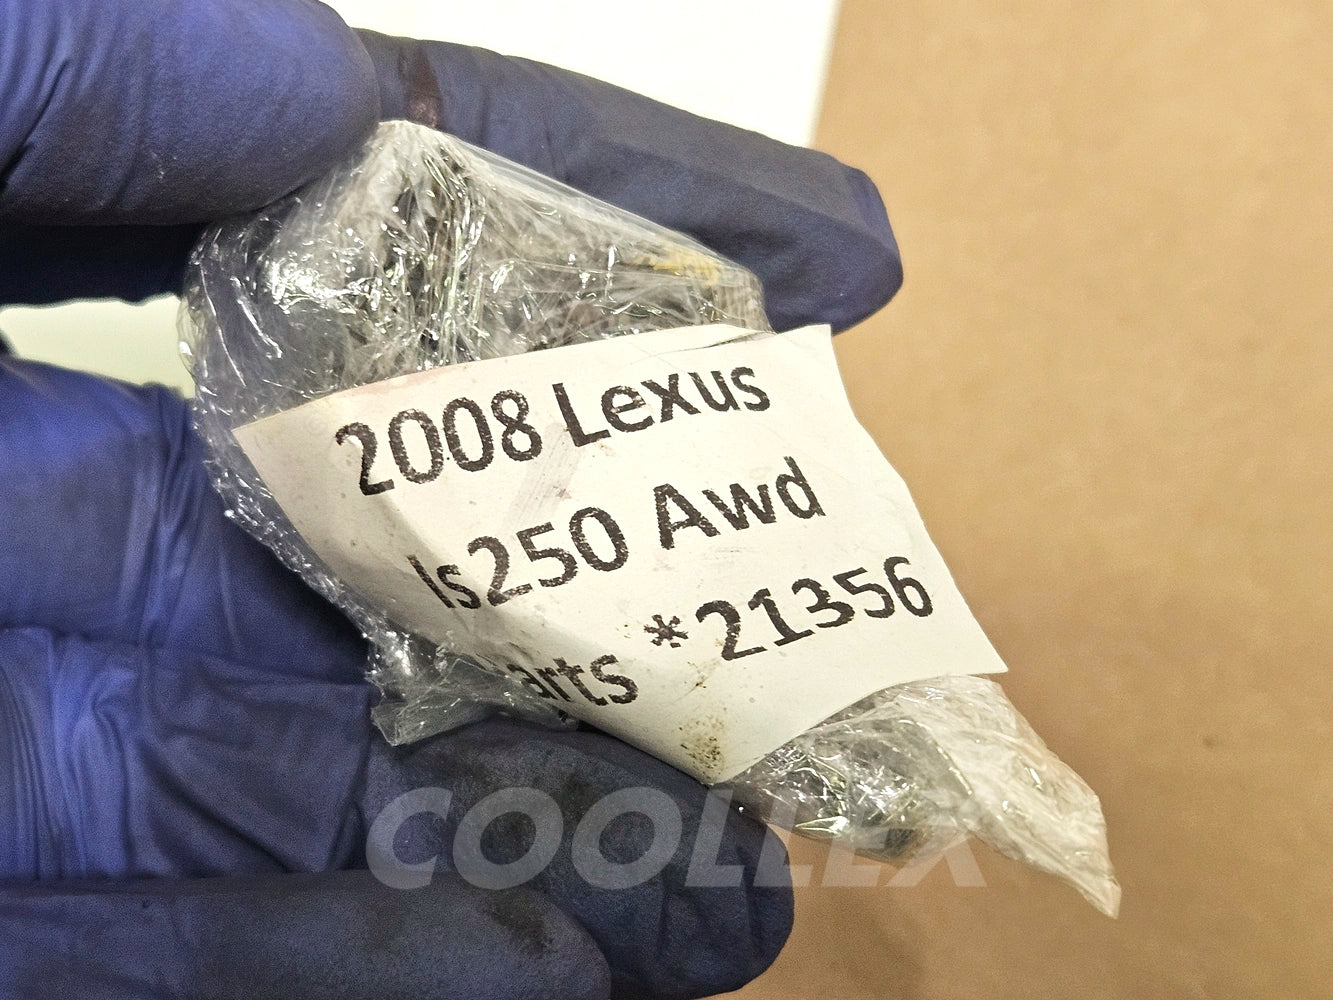 2008 Lexus
Is250 Awd
arts *21356
COOLLEX